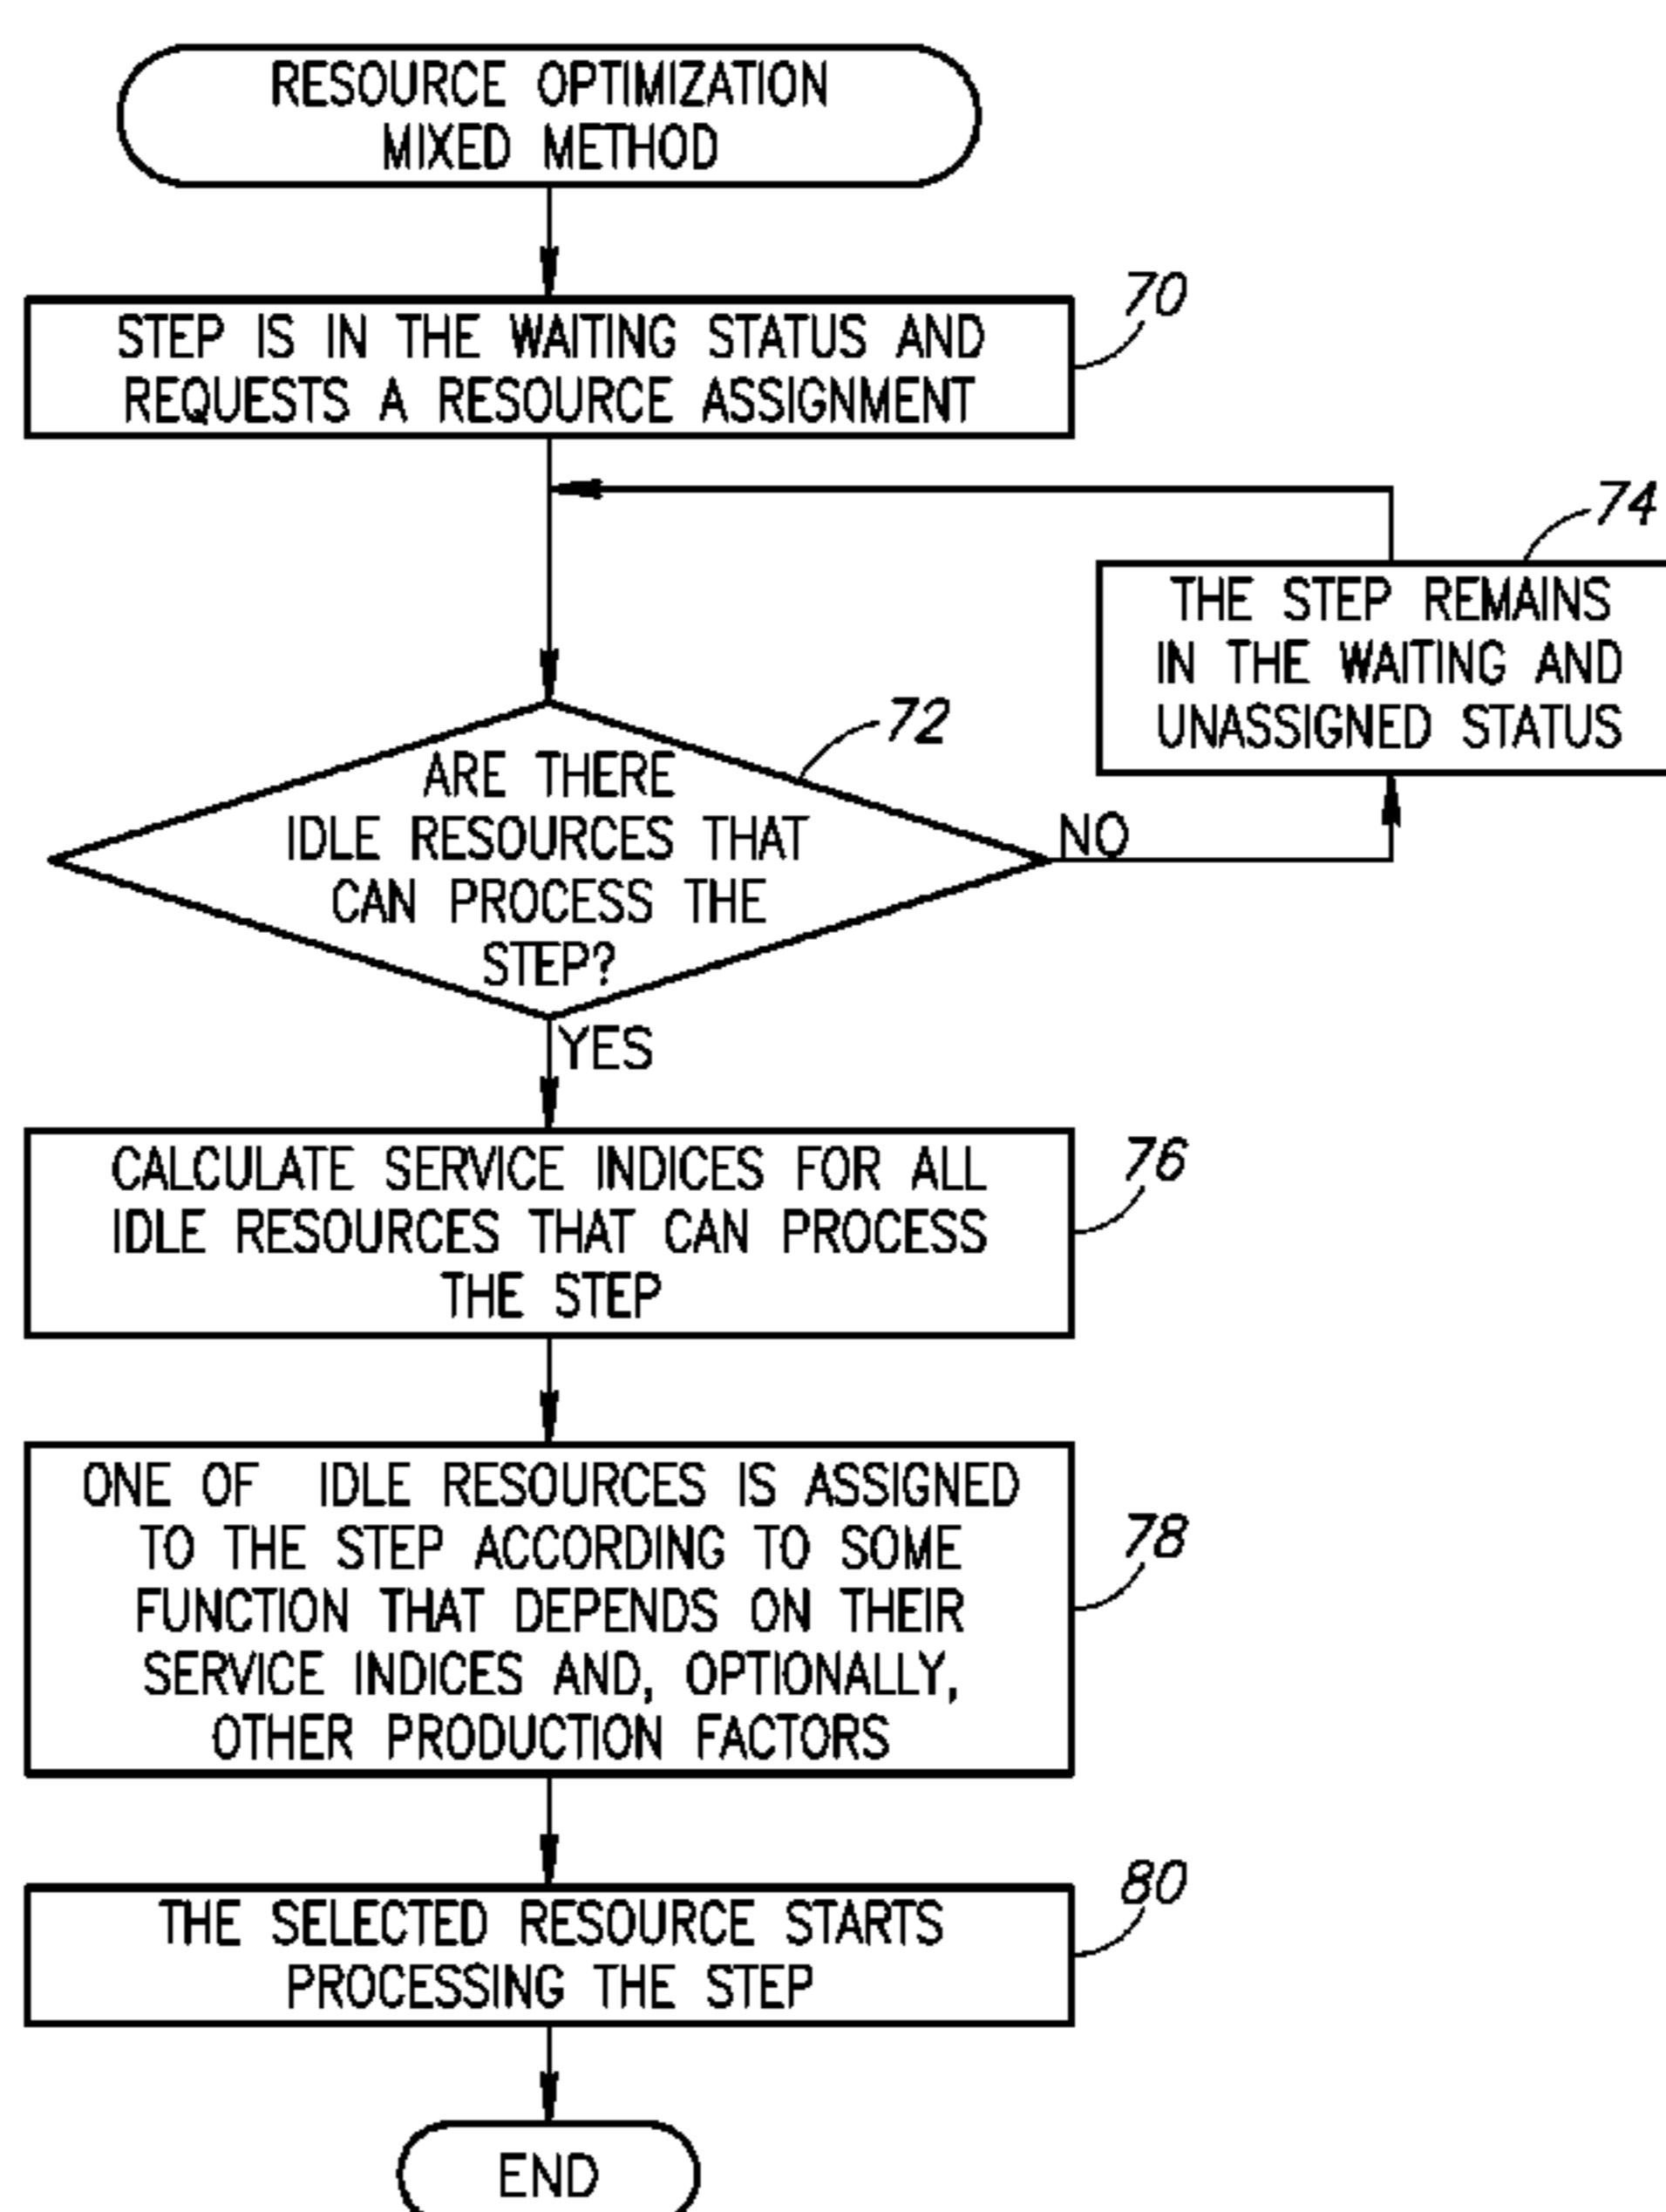 RESOURCE OPTIMIZATION
MIXED METHOD
70
STEP IS IN THE WAITING STATUS AND
REQUESTS A RESOURCE ASSIGNMENT
74
THE STEP REMAINS
IN THE WAITING AND
UNASSIGNED STATUS
72
ARE THERE
IDLE RESOURCES THAT
CAN PROCESS THE
STEP?
NO
YES
76
CALCULATE SERVICE INDICES FOR ALL
IDLE RESOURCES THAT CAN PROCESS
THE STEP
78
ONE OF IDLE RESOURCES IS ASSIGNED
TO THE STEP ACCORDING TO SOME
FUNCTION THAT DEPENDS ON THEIR
SERVICE INDICES AND, OPTIONALLY,
OTHER PRODUCTION FACTORS
80
THE SELECTED RESOURCE STARTS
PROCESSING THE STEP
END